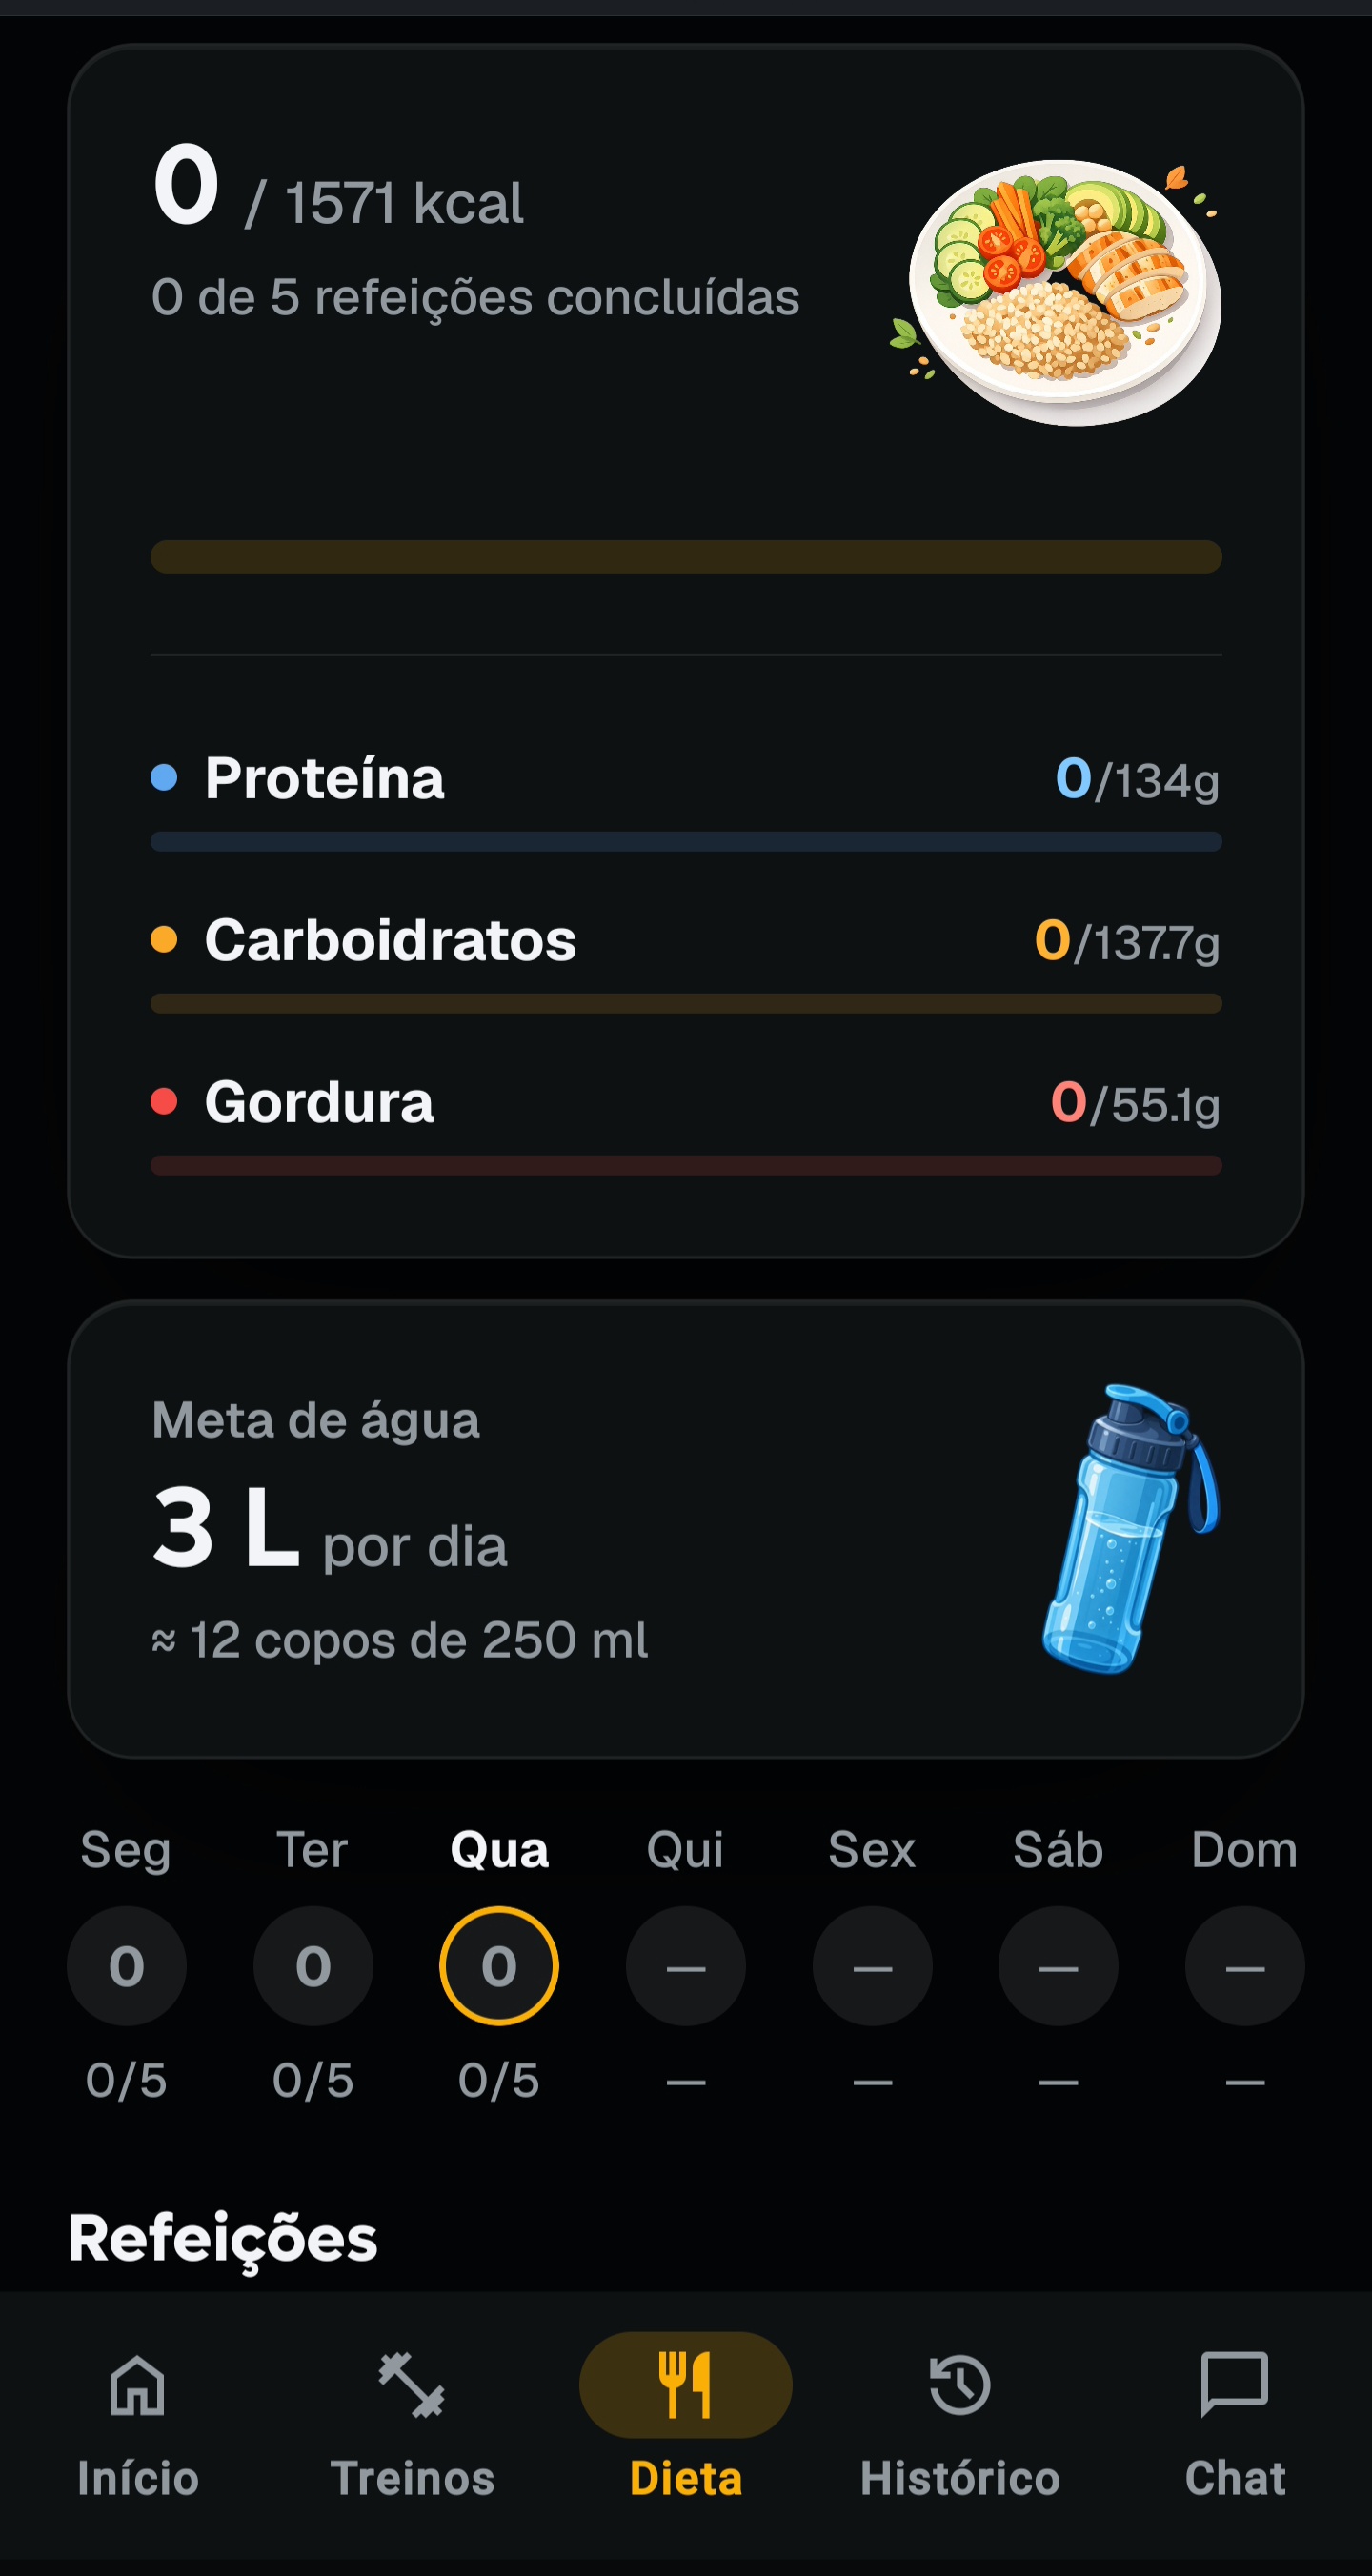 0 / 1571 kcal
0 de 5 refeições concluídas
Proteína 0/134g
Carboidratos 0/137.7g
Gordura 0/55.1g
Meta de água
3 L por dia
≈ 12 copos de 250 ml
Seg Ter Qua Qui Sex Sáb Dom
0 0 0 — — — —
0/5 0/5 0/5 — — — —
Refeições
Início Treinos Dieta Histórico Chat